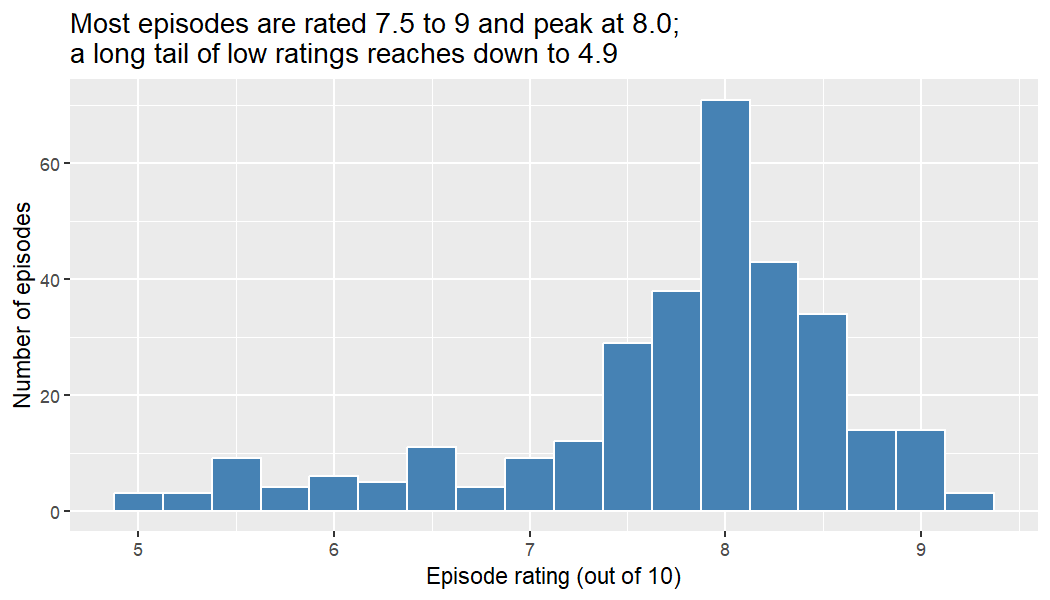 Most episodes are rated 7.5 to 9 and peak at 8.0;
a long tail of low ratings reaches down to 4.9
Number of episodes
60
40
20
0
5
6
7
8
9
Episode rating (out of 10)